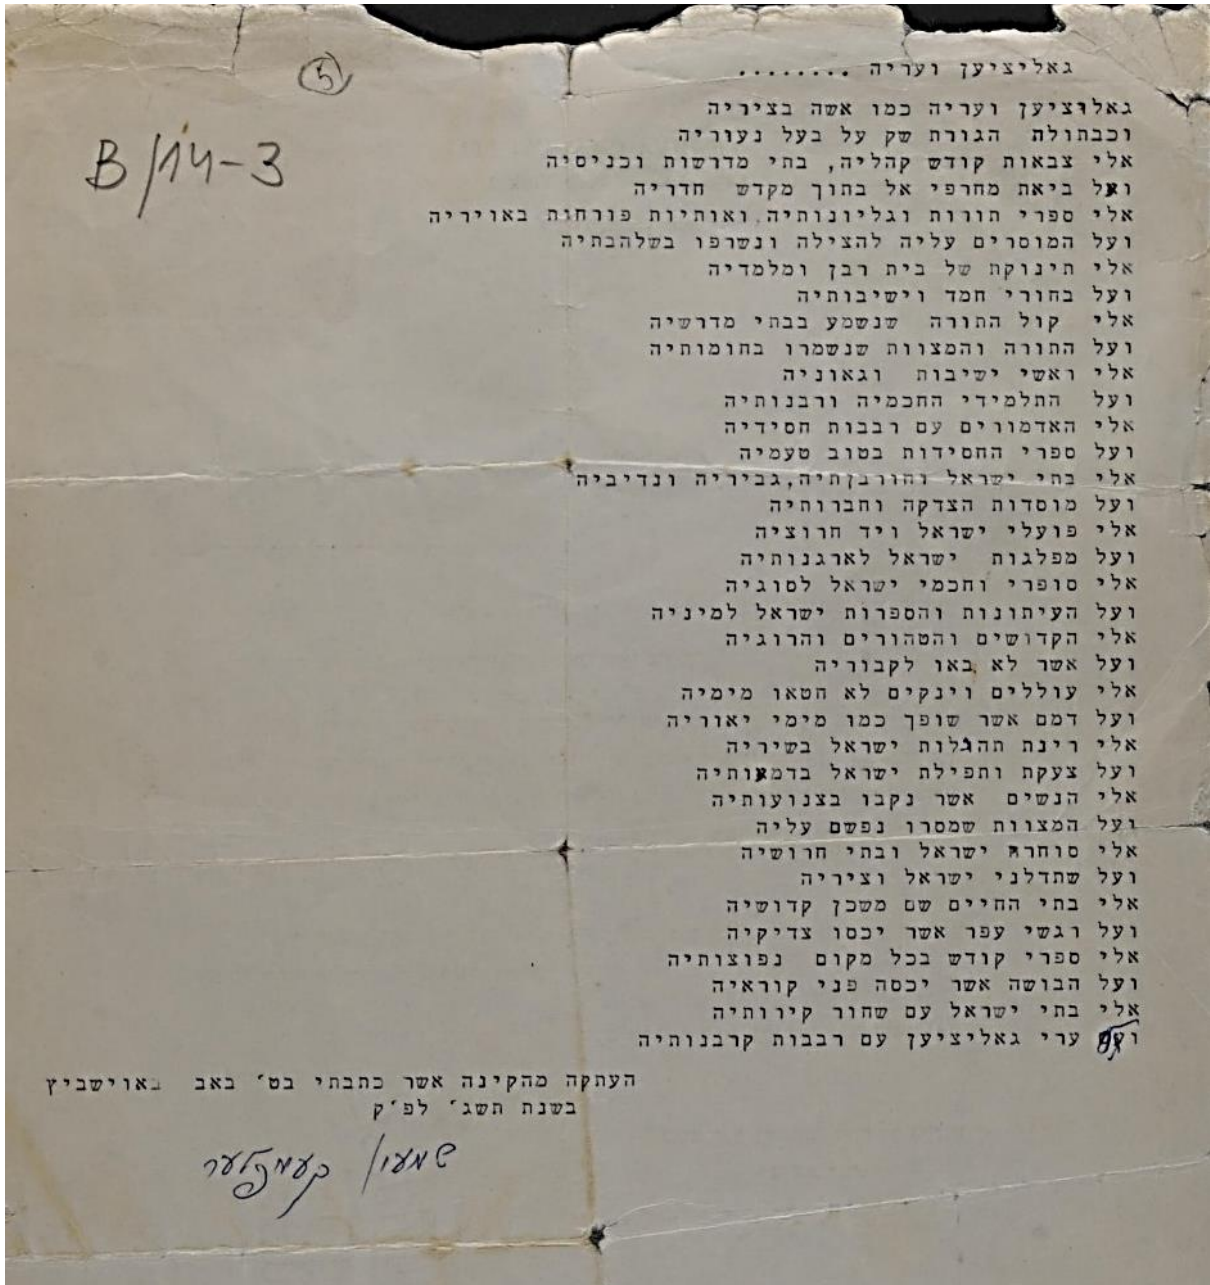 (5)
B/14-3
גאליציען ועריה ........
גאליציען ועריה כמו אשה בציריה
וכבתולת הגורת שק על בעל נעוריה
אלי צבאות קודש קהליה, בתי מדרשות וכניסיה
ועל ביאת מחרפי אל בתוך מקדש חדריה
אלי ספרי תורות וגליונותיה,ואותיות פורחות באויריה
ועל המוסרים עליה להצילה ונשרפו בשלהבתיה
אלי תינוקת של בית רבן ומלמדיה
ועל בחורי חמד וישיבותיה
אלי קול התורה שנשמע בבתי מדרשיה
ועל התורה והמצוות שנשמרו בחומותיה
אלי ראשי ישיבות וגאוניה
ועל התלמידי החכמיה ורבנותיה
אלי האדמורים עם רבבות חסידיה
ועל ספרי החסידות בטוב טעמיה
אלי בתי ישראל וחורבןתיה,גביריה ונדיביה
ועל מוסדות הצדקה וחברותיה
אלי פועלי ישראל ויד חרוציה
ועל מפלגות ישראל לארגנותיה
אלי סופרי וחכמי ישראל לסוגיה
ועל העיתונות והספרות ישראל למיניה
אלי הקדושים והטהורים והרוגיה
ועל אשר לא באו לקבוריה
אלי עוללים וינקים לא חטאו מימיה
ועל דמם אשר שופך כמו מימי יאוריה
אלי רינת תהגלות ישראל בשיריה
ועל צעקת ותפילת ישראל בדמעותיה
אלי הנשים אשר נקבו בצנועותיה
ועל המצוות שמסרו נפשם עליה
אלי סוחרי ישראל ובתי חרושיה
ועל שתדלני ישראל וציריה
אלי בתי החיים שם משכן קדושיה
ועל רגשי עפר אשר יכסו צדיקיה
אלי ספרי קודש בכל מקום נפוצותיה
ועל הבושה אשר יכסה פני קוראיה
אלי בתי ישראל עם שחור קירותיה
ועל ערי גאליציען עם רבבות קרבנותיה
העתקה מהקינה אשר כתבתי בט׳ באב באוישביץ
בשנת תשג׳ לפ׳ק
שמעון